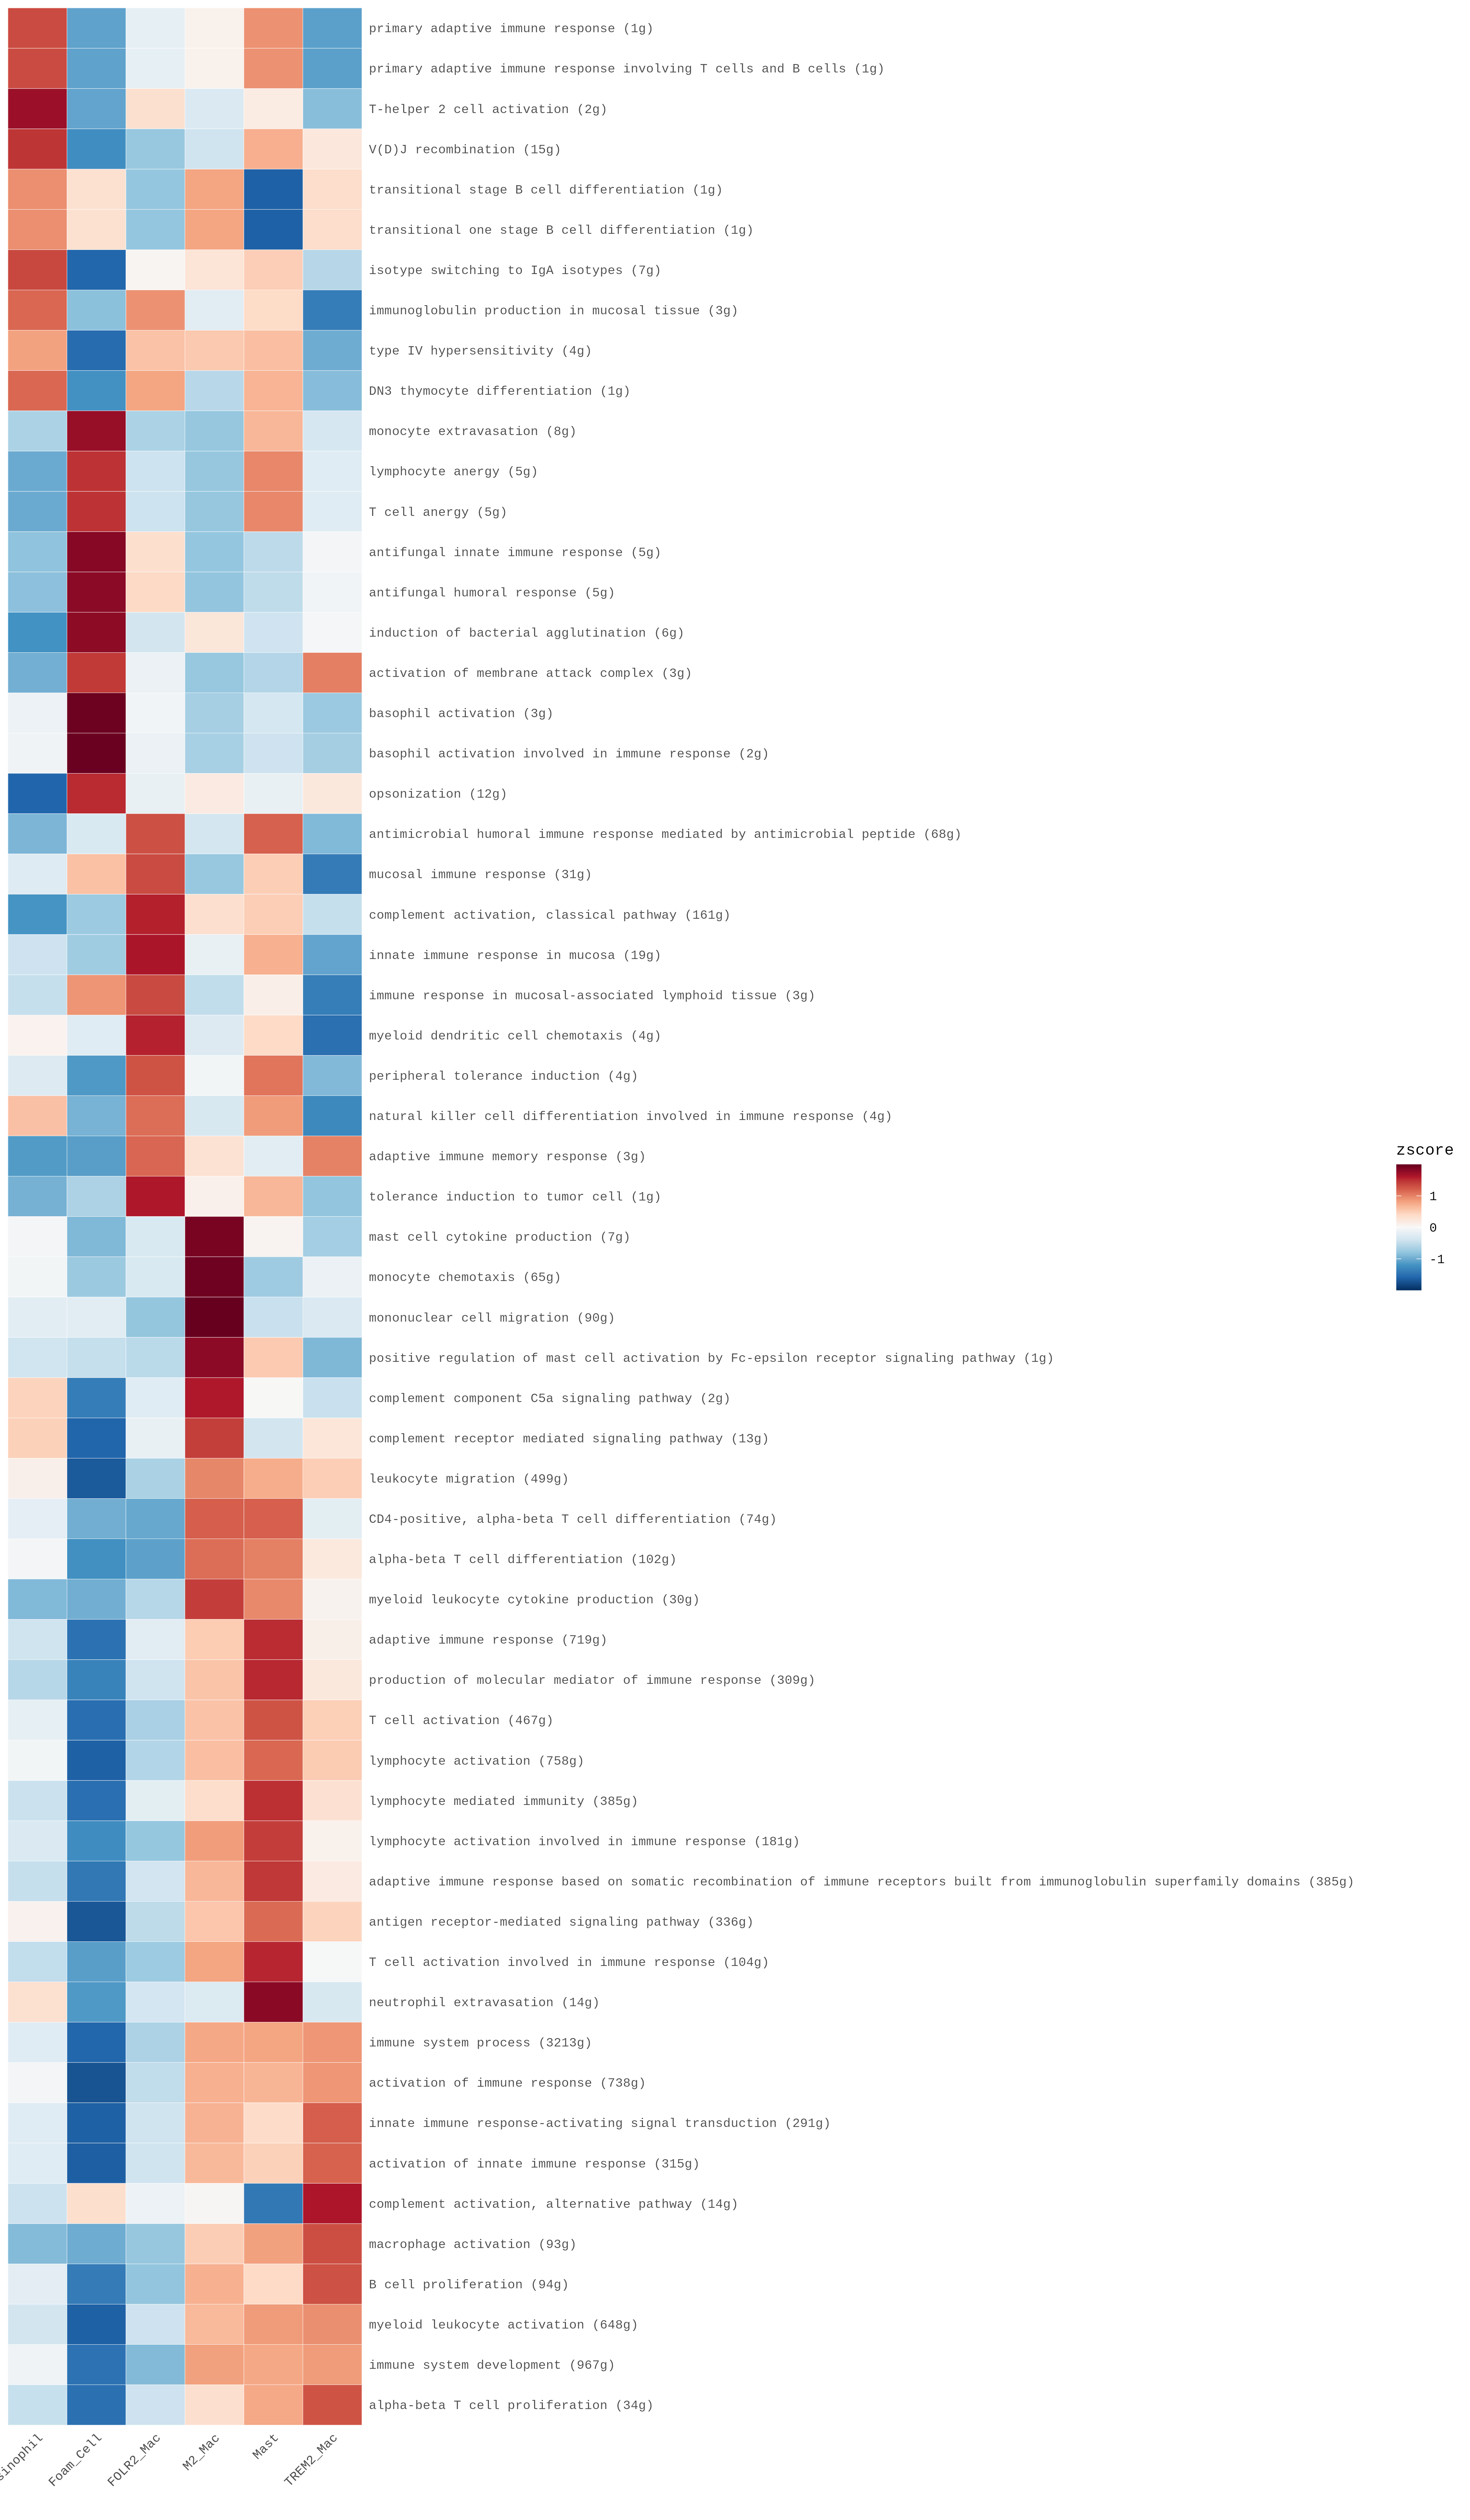 primary adaptive immune response (1g)
primary adaptive immune response involving T cells and B cells (1g)
T-helper 2 cell activation (2g)
V(D)J recombination (15g)
transitional stage B cell differentiation (1g)
transitional one stage B cell differentiation (1g)
isotype switching to IgA isotypes (7g)
immunoglobulin production in mucosal tissue (3g)
type IV hypersensitivity (4g)
DN3 thymocyte differentiation (1g)
monocyte extravasation (8g)
lymphocyte anergy (5g)
T cell anergy (5g)
antifungal innate immune response (5g)
antifungal humoral response (5g)
induction of bacterial agglutination (6g)
activation of membrane attack complex (3g)
basophil activation (3g)
basophil activation involved in immune response (2g)
opsonization (12g)
antimicrobial humoral immune response mediated by antimicrobial peptide (68g)
mucosal immune response (31g)
complement activation, classical pathway (161g)
innate immune response in mucosa (19g)
immune response in mucosal-associated lymphoid tissue (3g)
myeloid dendritic cell chemotaxis (4g)
peripheral tolerance induction (4g)
natural killer cell differentiation involved in immune response (4g)
adaptive immune memory response (3g)
tolerance induction to tumor cell (1g)
mast cell cytokine production (7g)
monocyte chemotaxis (65g)
mononuclear cell migration (90g)
positive regulation of mast cell activation by Fc-epsilon receptor signaling pathway (1g)
complement component C5a signaling pathway (2g)
complement receptor mediated signaling pathway (13g)
leukocyte migration (499g)
CD4-positive, alpha-beta T cell differentiation (74g)
alpha-beta T cell differentiation (102g)
myeloid leukocyte cytokine production (30g)
adaptive immune response (719g)
production of molecular mediator of immune response (309g)
T cell activation (467g)
lymphocyte activation (758g)
lymphocyte mediated immunity (385g)
lymphocyte activation involved in immune response (181g)
adaptive immune response based on somatic recombination of immune receptors built from immunoglobulin superfamily domains (385g)
antigen receptor-mediated signaling pathway (336g)
T cell activation involved in immune response (104g)
neutrophil extravasation (14g)
immune system process (3213g)
activation of immune response (738g)
innate immune response-activating signal transduction (291g)
activation of innate immune response (315g)
complement activation, alternative pathway (14g)
macrophage activation (93g)
B cell proliferation (94g)
myeloid leukocyte activation (648g)
immune system development (967g)
alpha-beta T cell proliferation (34g)
sinophil
Foam_Cell
FOLR2_Mac
M2_Mac
Mast
TREM2_Mac
zscore
1
0
-1